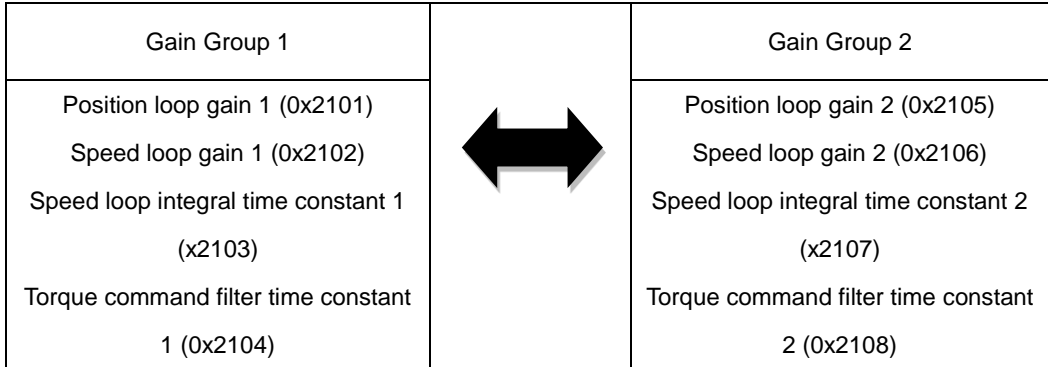 Gain Group 1
Position loop gain 1 (0x2101)
Speed loop gain 1 (0x2102)
Speed loop integral time constant 1
(x2103)
Torque command filter time constant
1 (0x2104)
Gain Group 2
Position loop gain 2 (0x2105)
Speed loop gain 2 (0x2106)
Speed loop integral time constant 2
(x2107)
Torque command filter time constant
2 (0x2108)